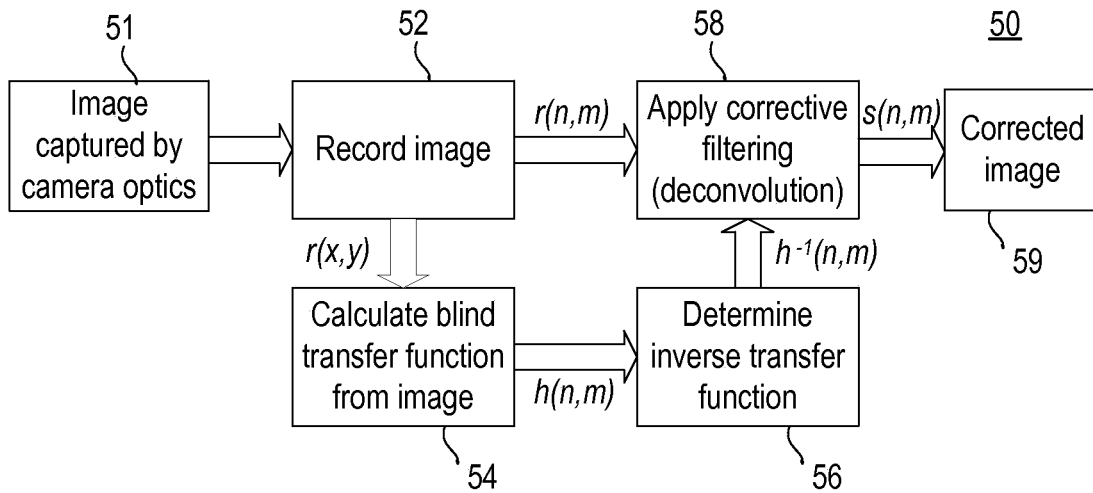 51
52
58
50
Image
captured by
camera optics
Record image
r(n,m)
Apply corrective
filtering
(deconvolution)
s(n,m)
Corrected
image
59
r(x,y)
h⁻¹(n,m)
Calculate blind
transfer function
from image
h(n,m)
Determine
inverse transfer
function
54
56